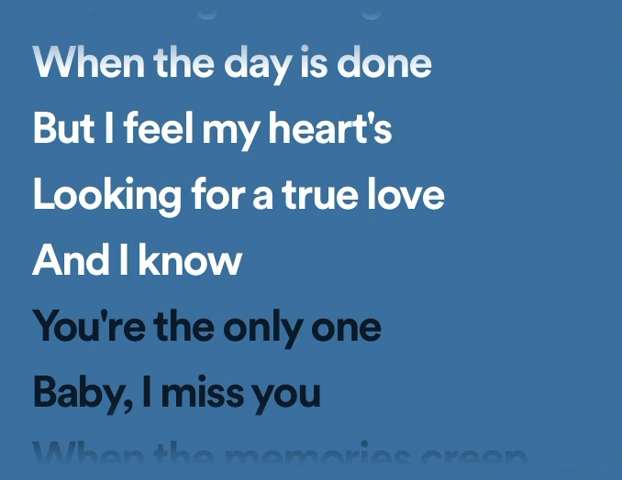 When the day is done
But I feel my heart's
Looking for a true love
And I know
You're the only one
Baby, I miss you
When the memories creep